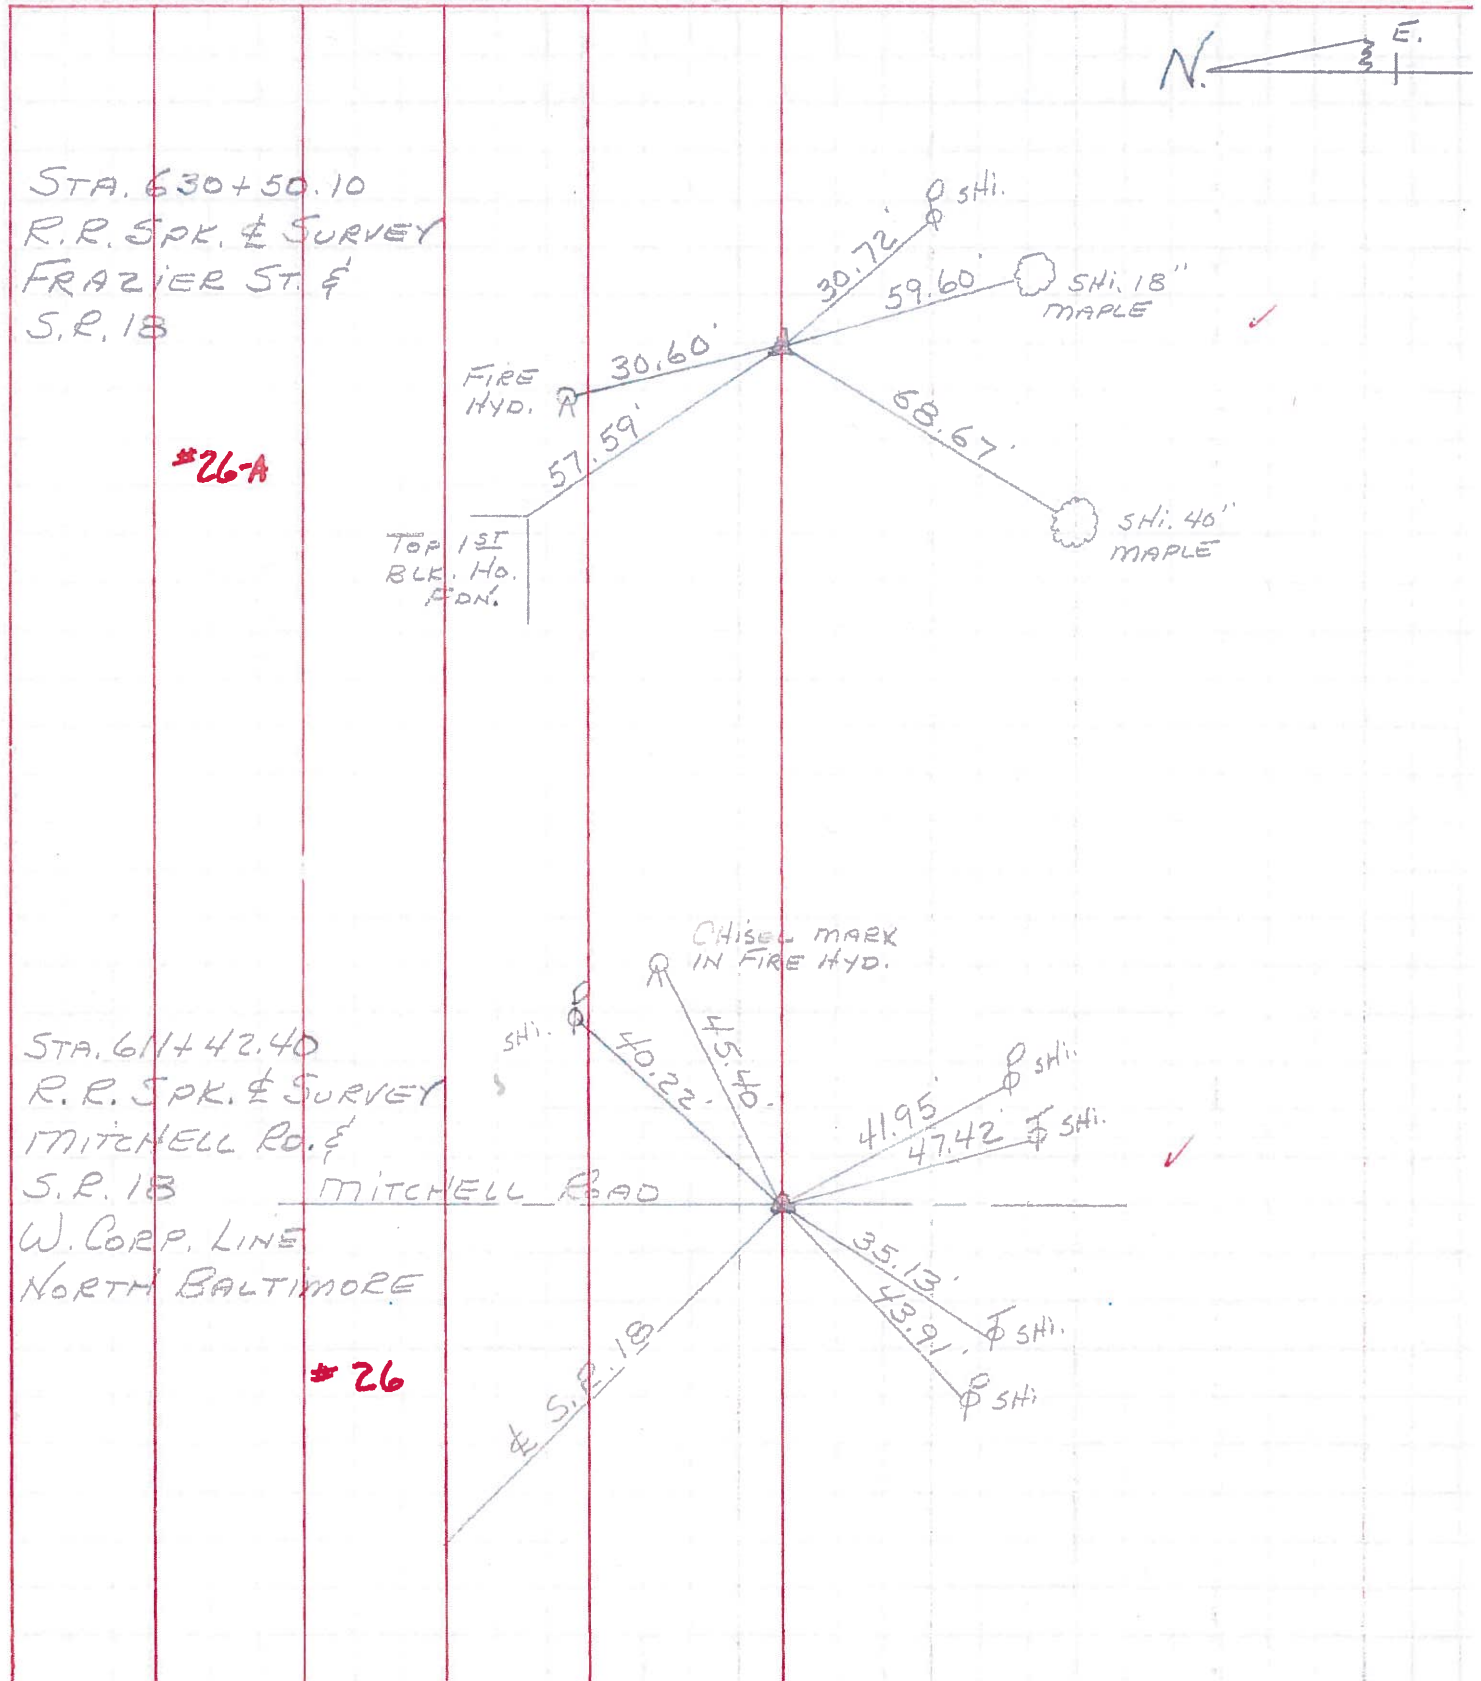 N.
E.
STA. 630+50.10
R.R. SPK. ℄ SURVEY
FRAZIER ST. &
S.R. 18
#26-A
SHi.
30.72'
59.60'
SHi. 18"
MAPLE
FIRE
HYD.
30.60'
57.59'
68.67'
TOP 1ST
BLK. HO.
FDN.
SHi. 40"
MAPLE
CHISEL MARK
IN FIRE HYD.
SHi.
40.22'
45.40'
STA. 611+42.40
R.R. SPK. ℄ SURVEY
MITCHELL RD. &
S.R. 18
W. CORP. LINE
NORTH BALTIMORE
#26
MITCHELL ROAD
41.95'
SHi.
47.42'
SHi.
35.13'
SHi.
43.91'
SHi
℄ S.R. 18